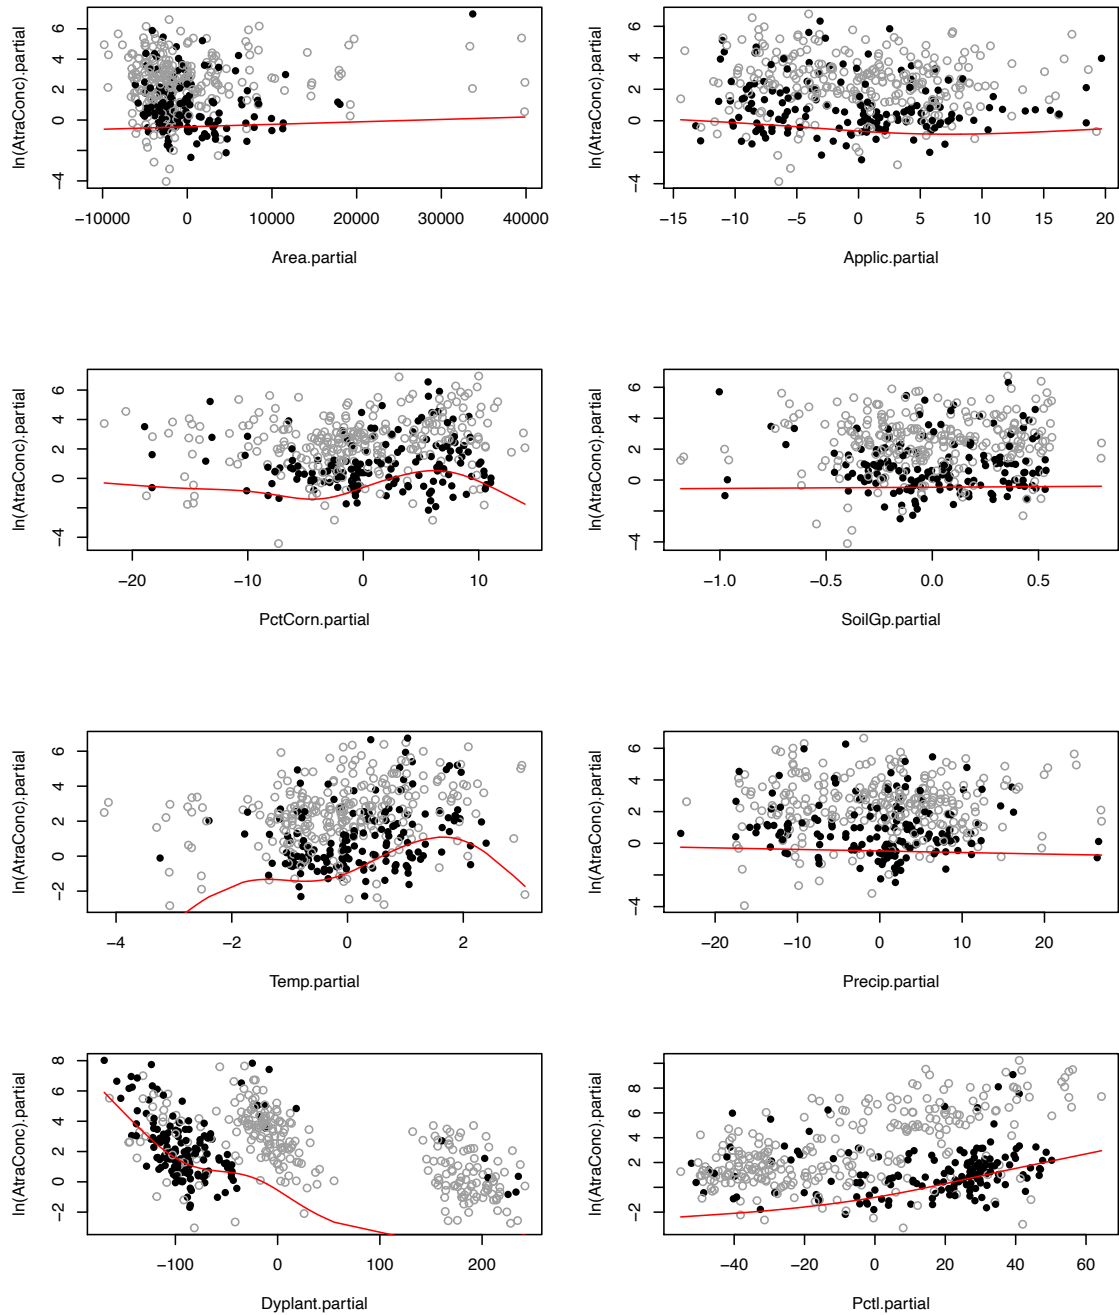 ln(AtraConc).partial
6
4
2
0
−4
−10000 0 10000 20000 30000 40000
Area.partial
ln(AtraConc).partial
6
4
2
0
−4
−15 −10 −5 0 5 10 15 20
Applic.partial
ln(AtraConc).partial
6
4
2
0
−4
−20 −10 0 10
PctCorn.partial
ln(AtraConc).partial
6
4
2
0
−4
−1.0 −0.5 0.0 0.5
SoilGp.partial
ln(AtraConc).partial
6
4
2
0
−2
−4 −2 0 2
Temp.partial
ln(AtraConc).partial
6
4
2
0
−4
−20 −10 0 10 20
Precip.partial
ln(AtraConc).partial
8
6
4
2
0
−2
−100 0 100 200
Dyplant.partial
ln(AtraConc).partial
8
6
4
2
−2
−40 −20 0 20 40 60
Pctl.partial